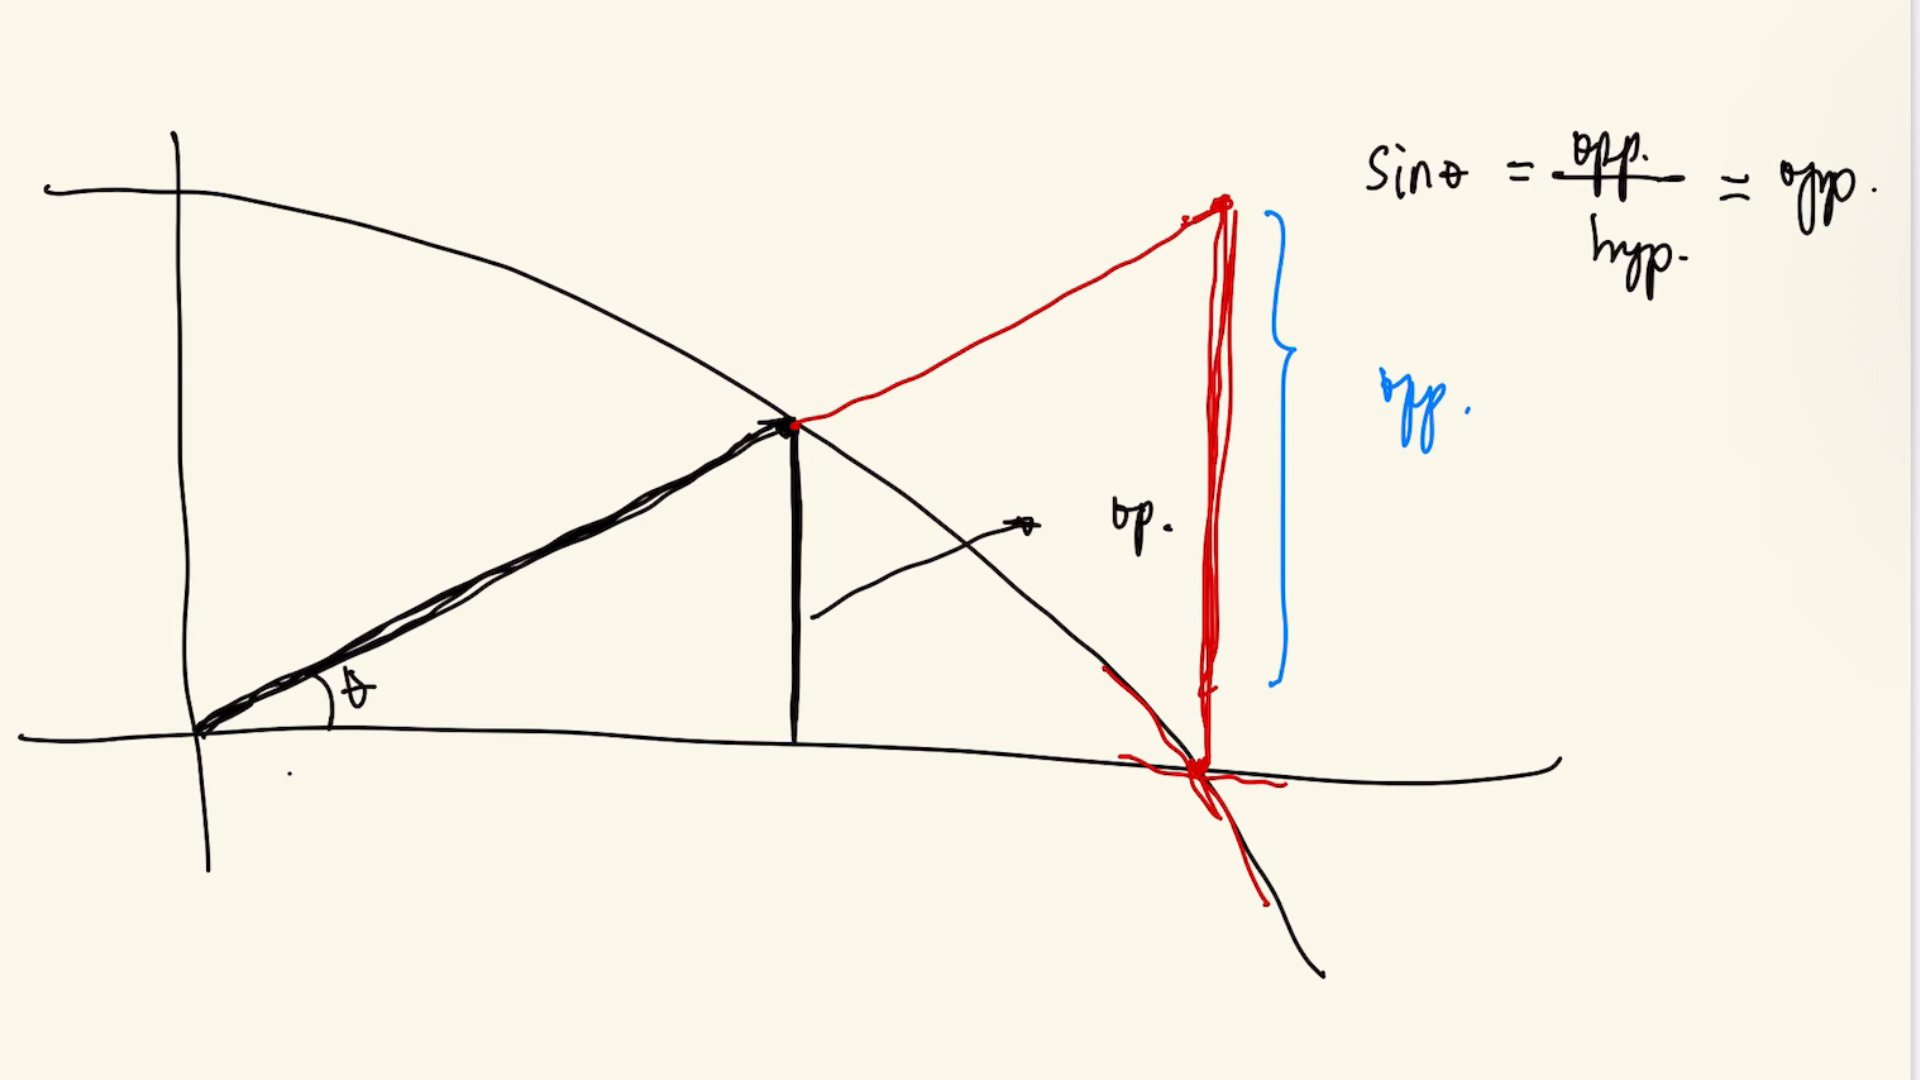 sinθ = opp. / hyp. = opp.
opp.
op.
θ